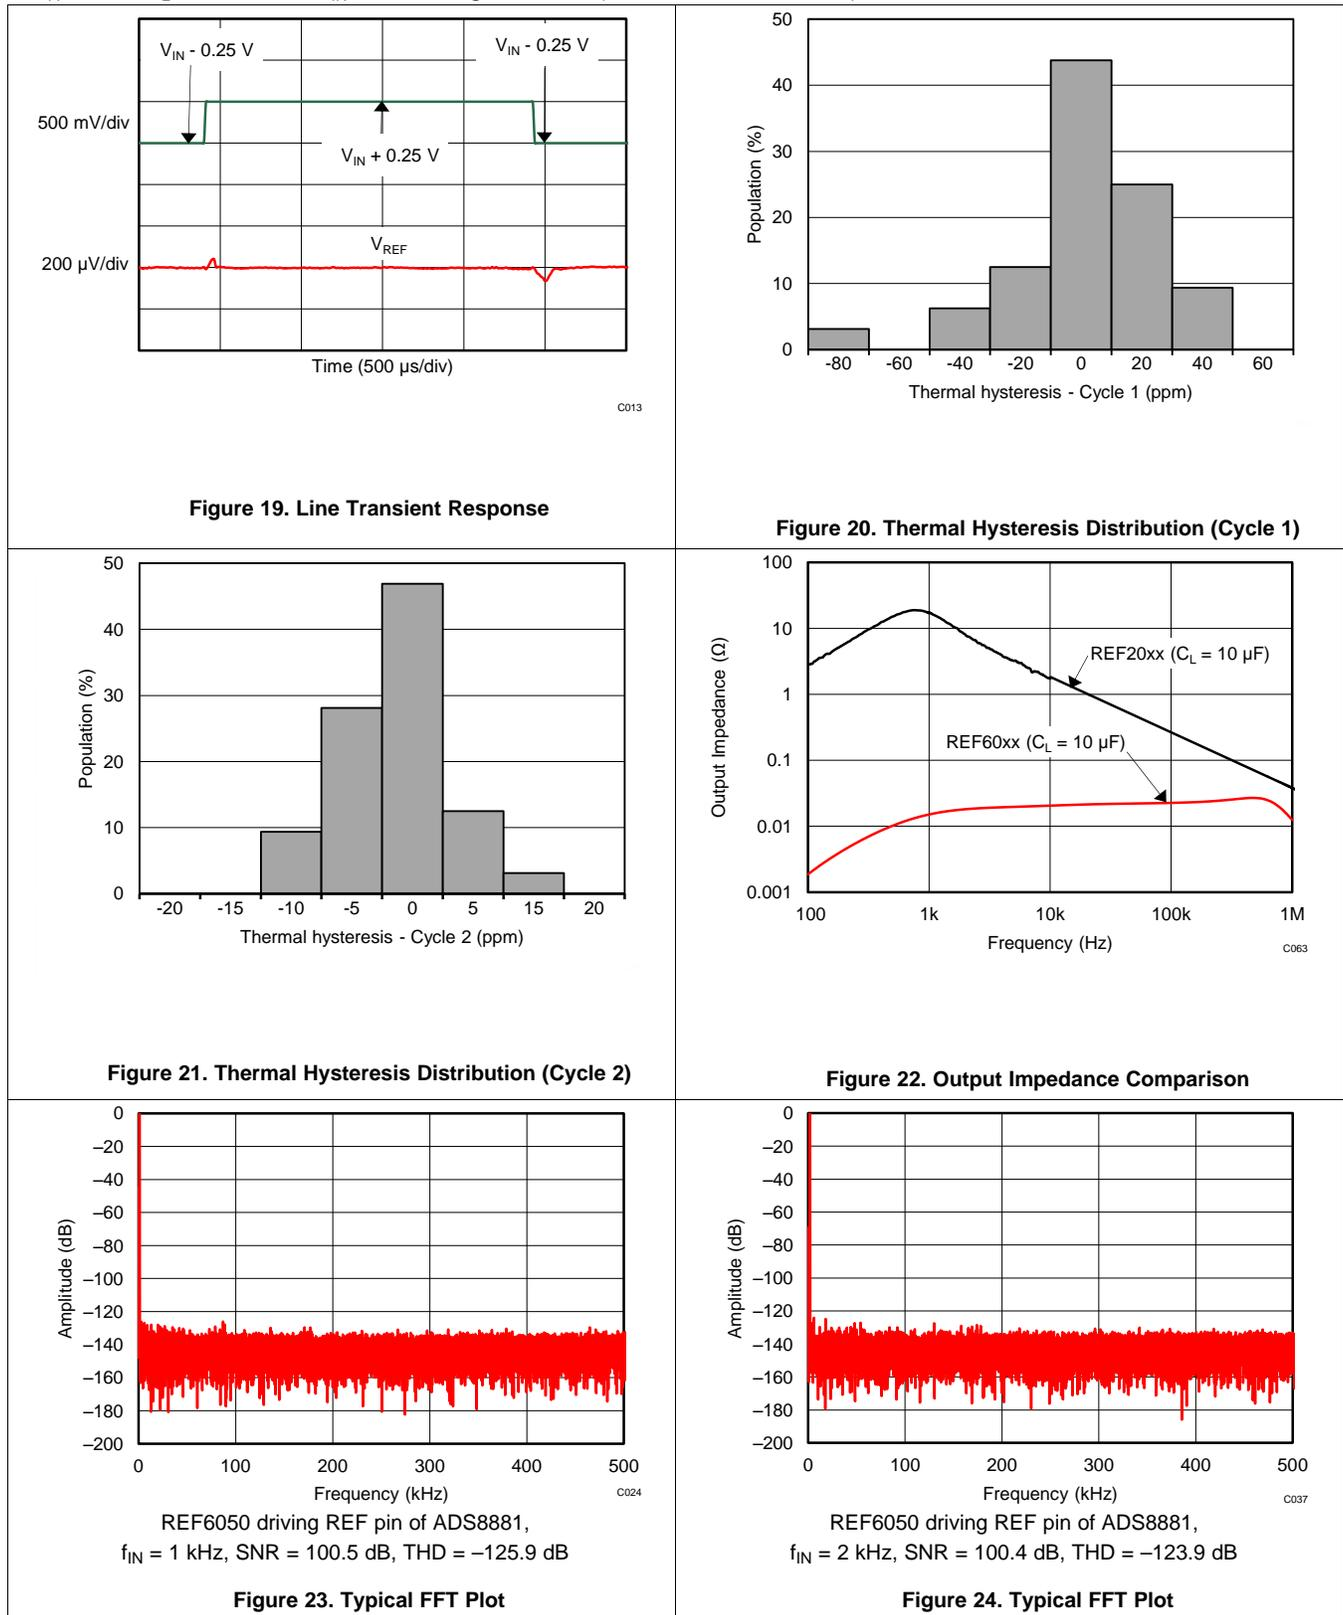 V_IN - 0.25 V
V_IN - 0.25 V
500 mV/div
V_IN + 0.25 V
V_REF
200 µV/div
Time (500 µs/div)
C013
Figure 19. Line Transient Response
50
40
30
20
10
0
Population (%)
-80 -60 -40 -20 0 20 40 60
Thermal hysteresis - Cycle 1 (ppm)
Figure 20. Thermal Hysteresis Distribution (Cycle 1)
50
40
30
20
10
0
Population (%)
-20 -15 -10 -5 0 5 15 20
Thermal hysteresis - Cycle 2 (ppm)
Figure 21. Thermal Hysteresis Distribution (Cycle 2)
100
10
1
0.1
0.01
0.001
Output Impedance (Ω)
REF20xx (C_L = 10 µF)
REF60xx (C_L = 10 µF)
100 1k 10k 100k 1M
Frequency (Hz)
C063
Figure 22. Output Impedance Comparison
0
–20
–40
–60
–80
–100
–120
–140
–160
–180
–200
Amplitude (dB)
0 100 200 300 400 500
Frequency (kHz)
C024
REF6050 driving REF pin of ADS8881,
f_IN = 1 kHz, SNR = 100.5 dB, THD = –125.9 dB
Figure 23. Typical FFT Plot
0
–20
–40
–60
–80
–100
–120
–140
–160
–180
–200
Amplitude (dB)
0 100 200 300 400 500
Frequency (kHz)
C037
REF6050 driving REF pin of ADS8881,
f_IN = 2 kHz, SNR = 100.4 dB, THD = –123.9 dB
Figure 24. Typical FFT Plot